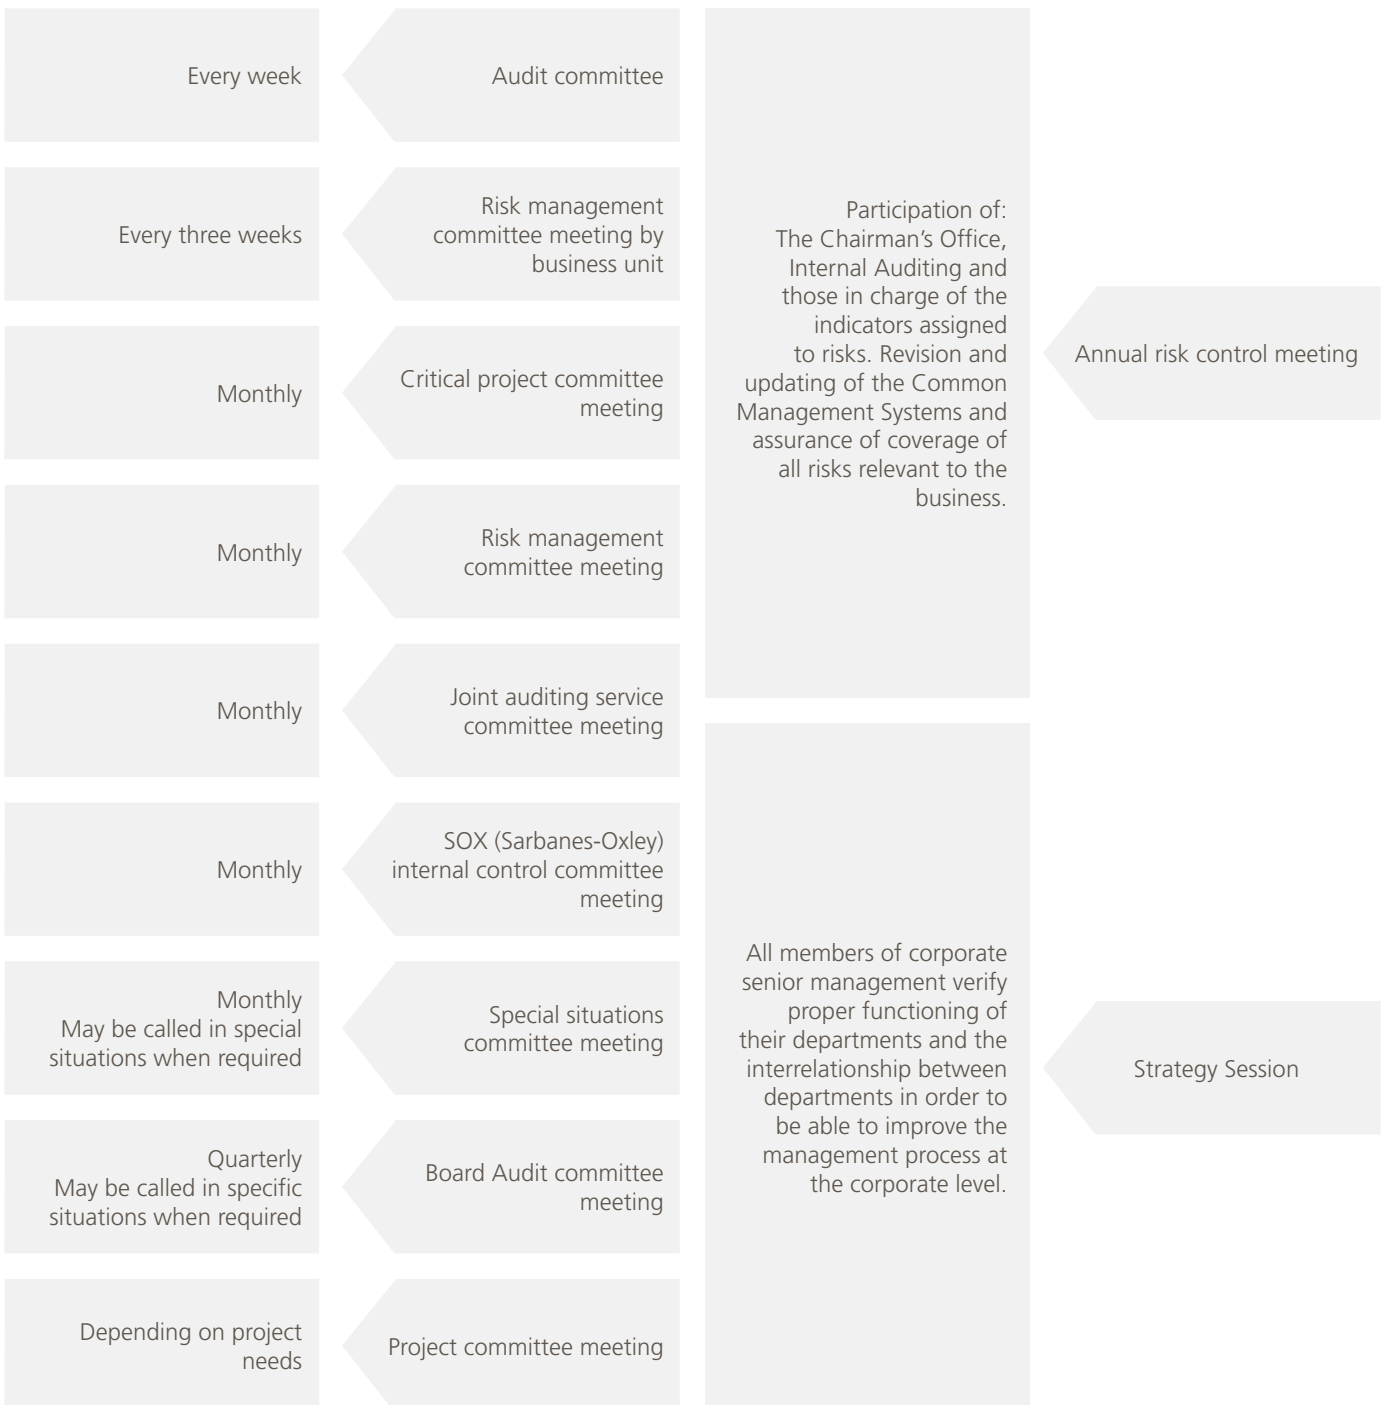 Every week
Audit committee
Every three weeks
Risk management
committee meeting by
business unit
Monthly
Critical project committee
meeting
Monthly
Risk management
committee meeting
Monthly
Joint auditing service
committee meeting
Monthly
SOX (Sarbanes-Oxley)
internal control committee
meeting
Monthly
May be called in special
situations when required
Special situations
committee meeting
Quarterly
May be called in specific
situations when required
Board Audit committee
meeting
Depending on project
needs
Project committee meeting
Participation of:
The Chairman’s Office,
Internal Auditing and
those in charge of the
indicators assigned
to risks. Revision and
updating of the Common
Management Systems and
assurance of coverage of
all risks relevant to the
business.
Annual risk control meeting
All members of corporate
senior management verify
proper functioning of
their departments and the
interrelationship between
departments in order to
be able to improve the
management process at
the corporate level.
Strategy Session